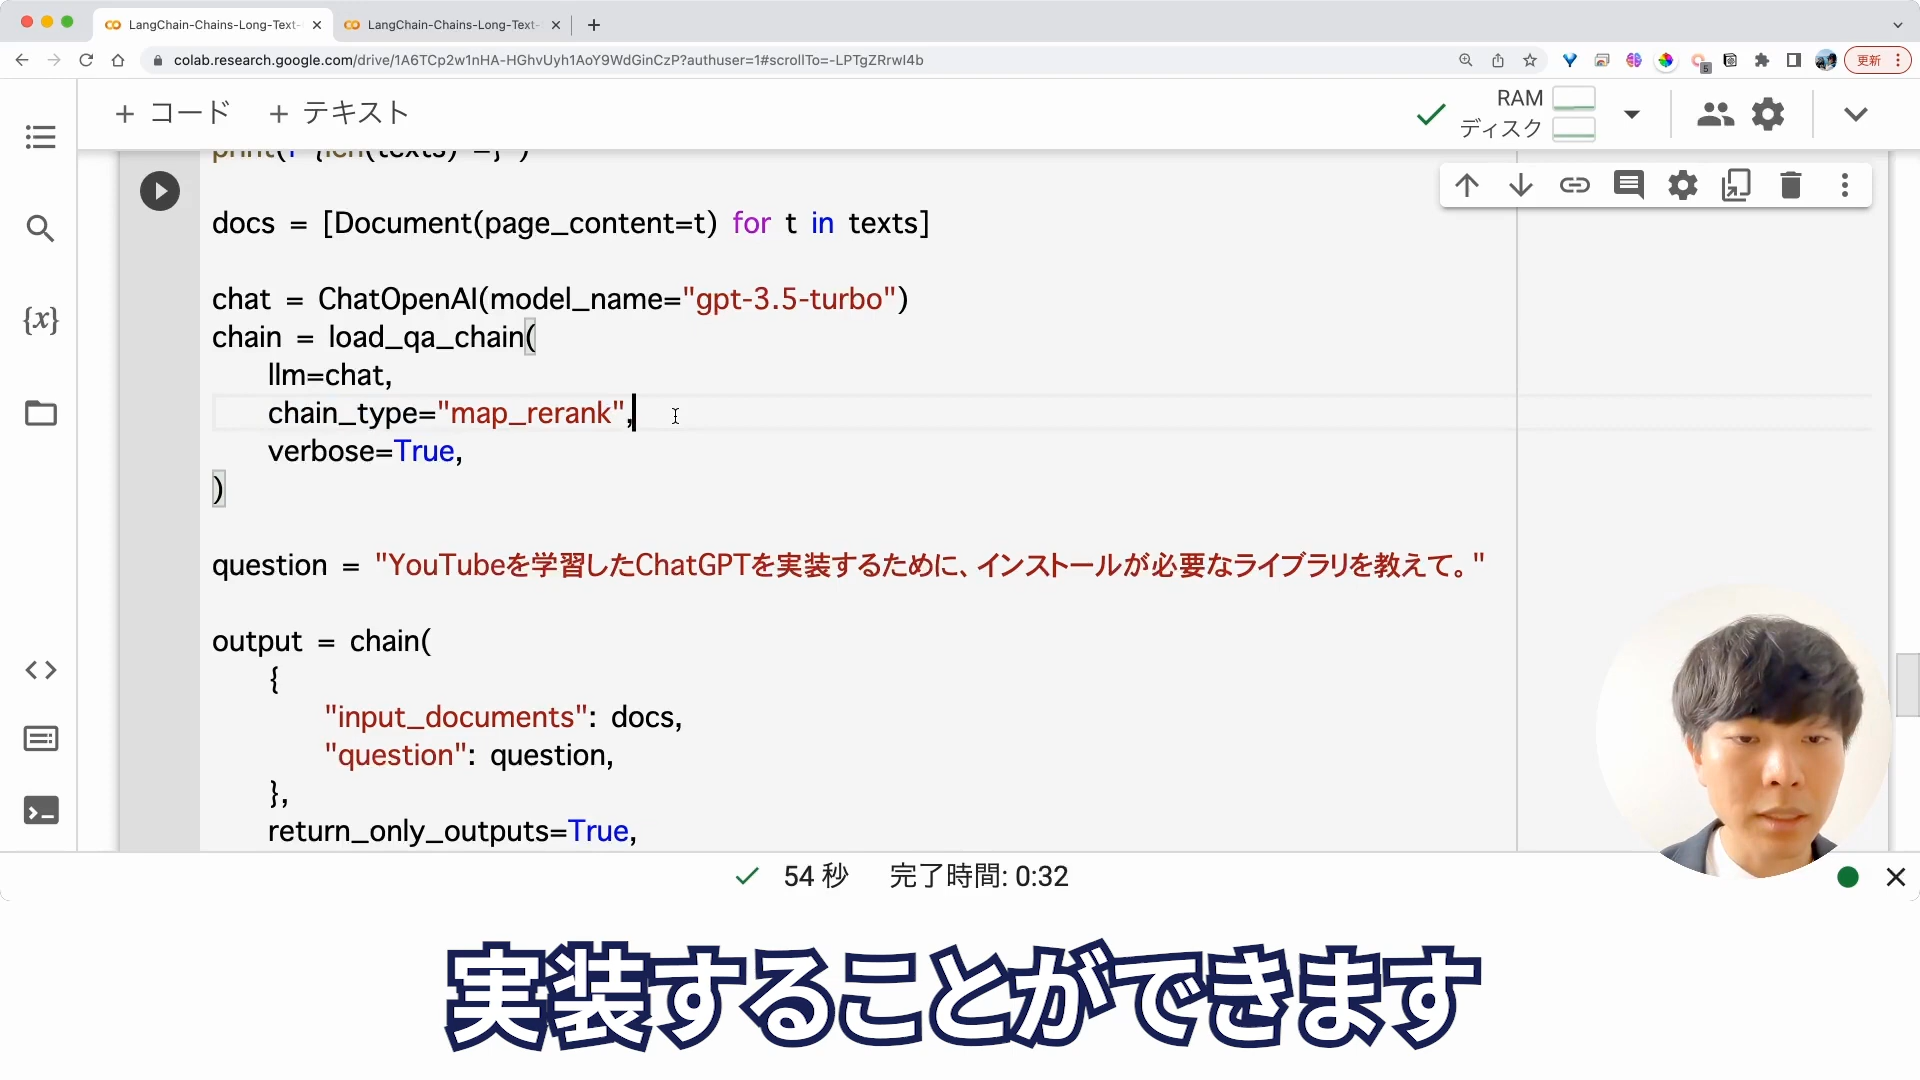 LangChain-Chains-Long-Text-
LangChain-Chains-Long-Text-
colab.research.google.com/drive/1A6TCp2w1nHA-HGhvUyh1AoY9WdGinCzP?authuser=1#scrollTo=-LPTgZRrwI4b
5
更新
+ コード + テキスト
RAM
ディスク
{x}
docs = [Document(page_content=t) for t in texts]
chat = ChatOpenAI(model_name="gpt-3.5-turbo")
chain = load_qa_chain(
llm=chat,
chain_type="map_rerank",
verbose=True,
)
question = "YouTubeを学習したChatGPTを実装するために、インストールが必要なライブラリを教えて。"
output = chain(
{
"input_documents": docs,
"question": question,
},
return_only_outputs=True,
54 秒 完了時間: 0:32
実装することができます